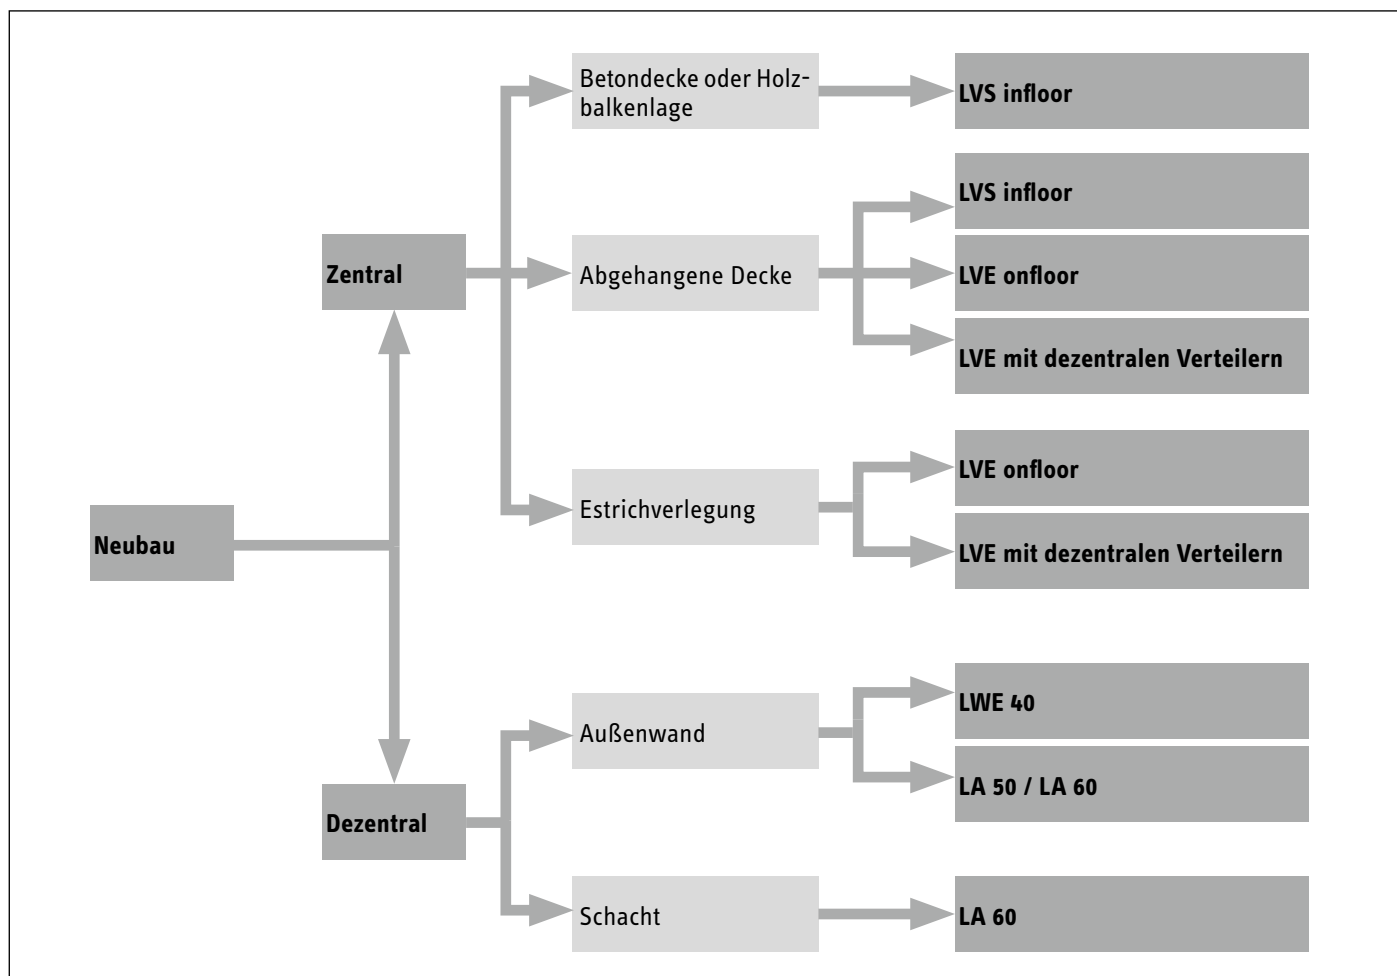 Betondecke oder Holz-
balkenlage
LVS infloor
LVS infloor
Zentral
Abgehangene Decke
LVE onfloor
LVE mit dezentralen Verteilern
LVE onfloor
Estrichverlegung
Neubau
LVE mit dezentralen Verteilern
LWE 40
Außenwand
LA 50 / LA 60
Dezentral
Schacht
LA 60